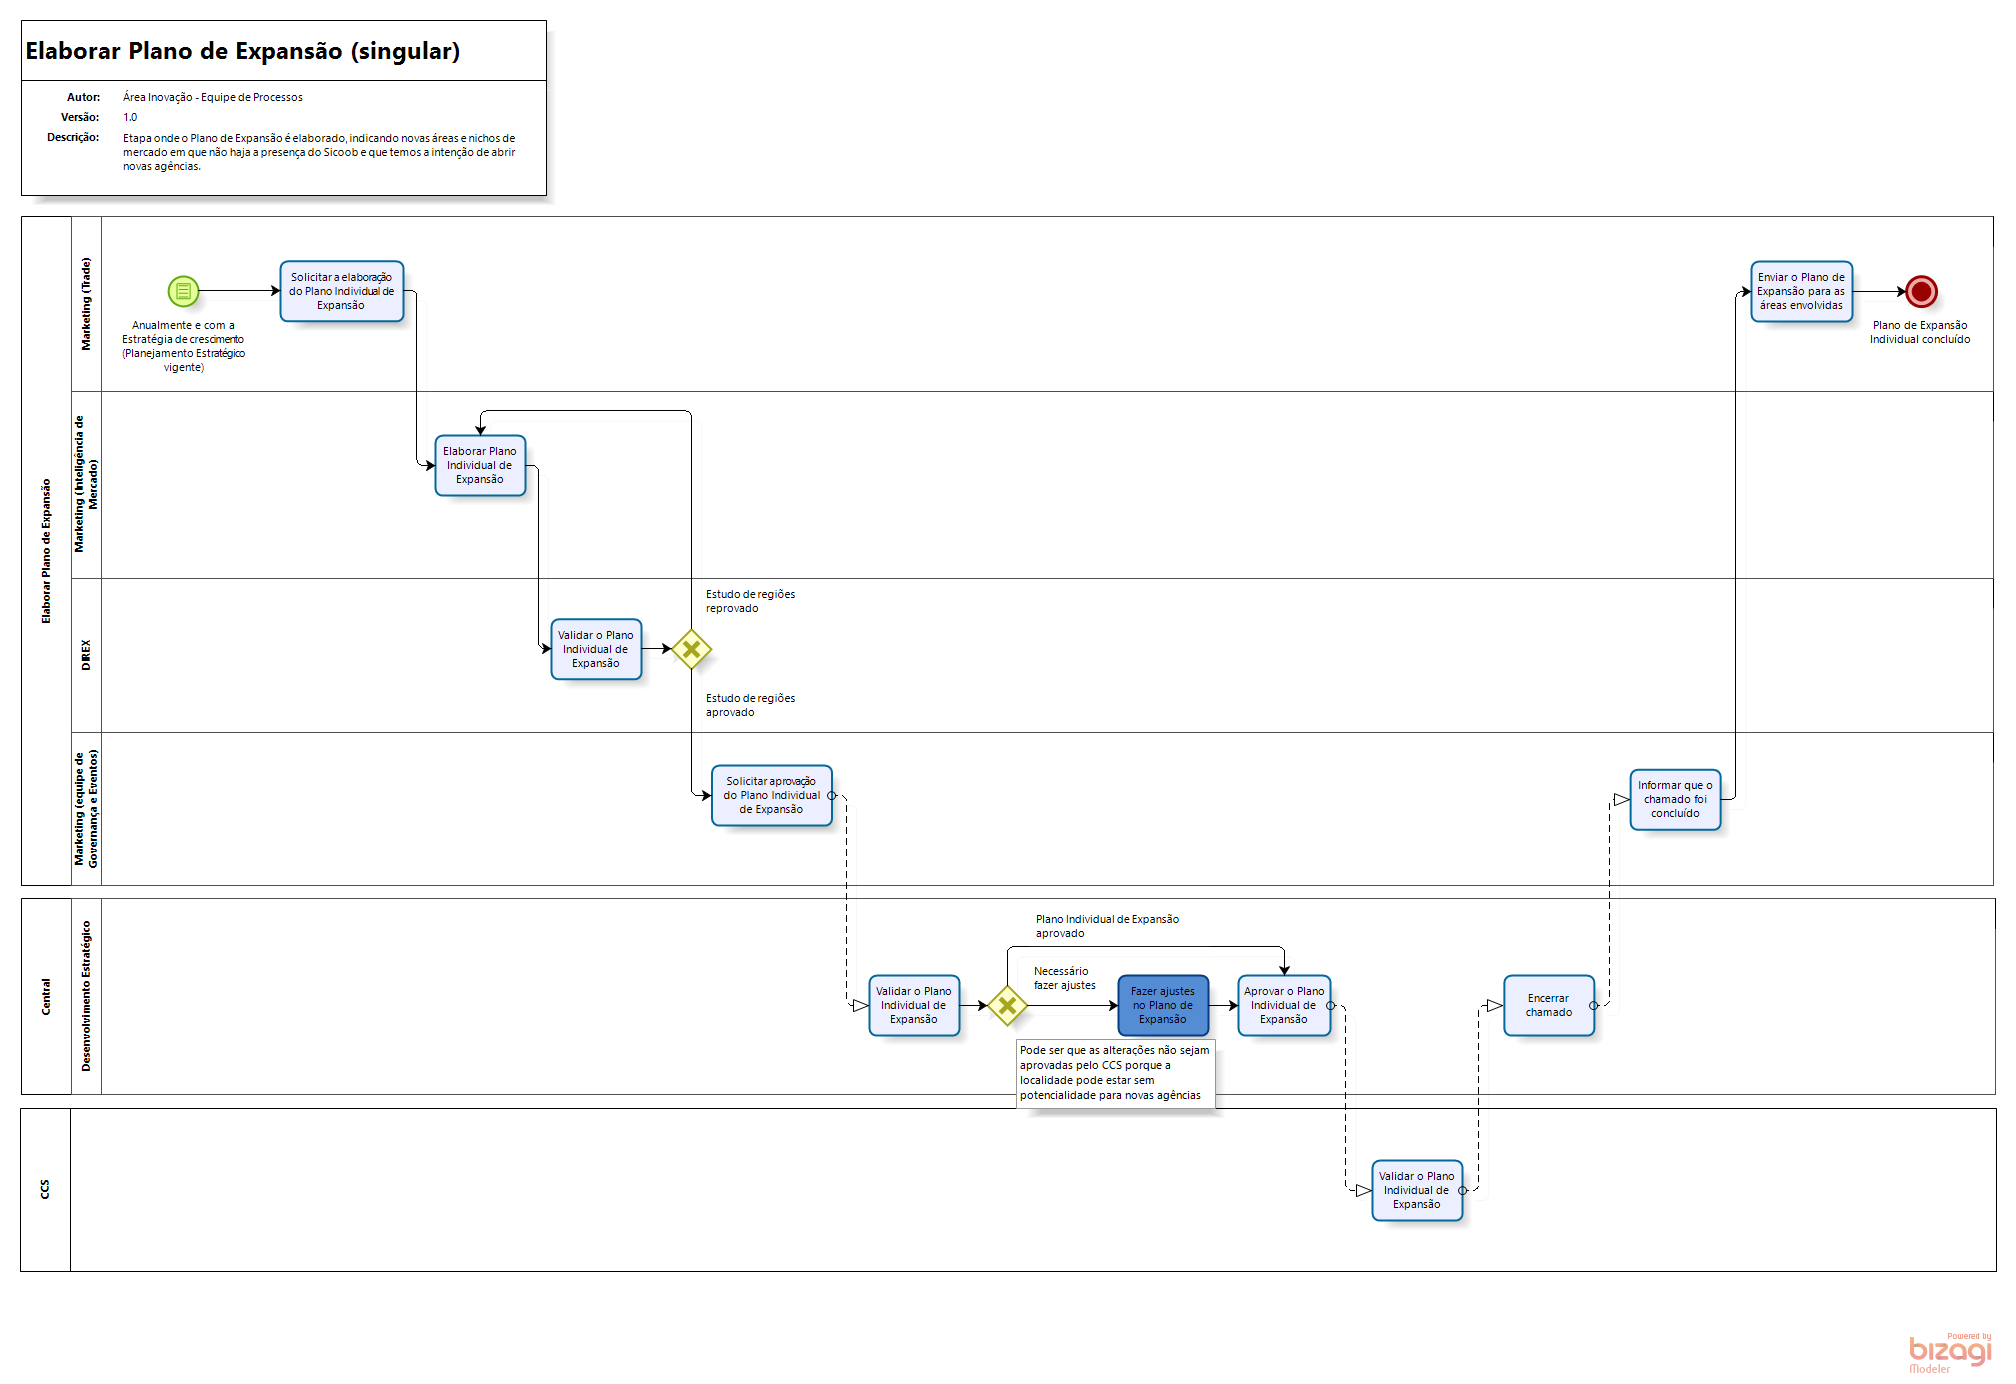 Elaborar Plano de Expansão (singular)
Autor: Área Inovação - Equipe de Processos
Versão: 1.0
Descrição: Etapa onde o Plano de Expansão é elaborado, indicando novas áreas e nichos de
mercado em que não haja a presença do Sicoob e que temos a intenção de abrir
novas agências.
Elaborar Plano de Expansão
Marketing (Trade)
Anualmente e com a
Estratégia de crescimento
(Planejamento Estratégico
vigente)
Solicitar a elaboração
do Plano Individual de
Expansão
Enviar o Plano de
Expansão para as
áreas envolvidas
Plano de Expansão
Individual concluído
Marketing (Inteligência de
Mercado)
Elaborar Plano
Individual de
Expansão
DIREX
Validar o Plano
Individual de
Expansão
Estudo de regiões
reprovado
Estudo de regiões
aprovado
Marketing (equipe de
Governança e Eventos)
Solicitar aprovação
do Plano Individual
de Expansão
Informar que o
chamado foi
concluído
Central
Desenvolvimento Estratégico
Validar o Plano
Individual de
Expansão
Plano Individual de Expansão
aprovado
Necessário
fazer ajustes
Fazer ajustes
no Plano de
Expansão
Aprovar o Plano
Individual de
Expansão
Encerrar
chamado
Pode ser que as alterações não sejam
aprovadas pelo CCS porque a
localidade pode estar sem
potencialidade para novas agências
CCS
Validar o Plano
Individual de
Expansão
Powered by
bizagi
Modeler